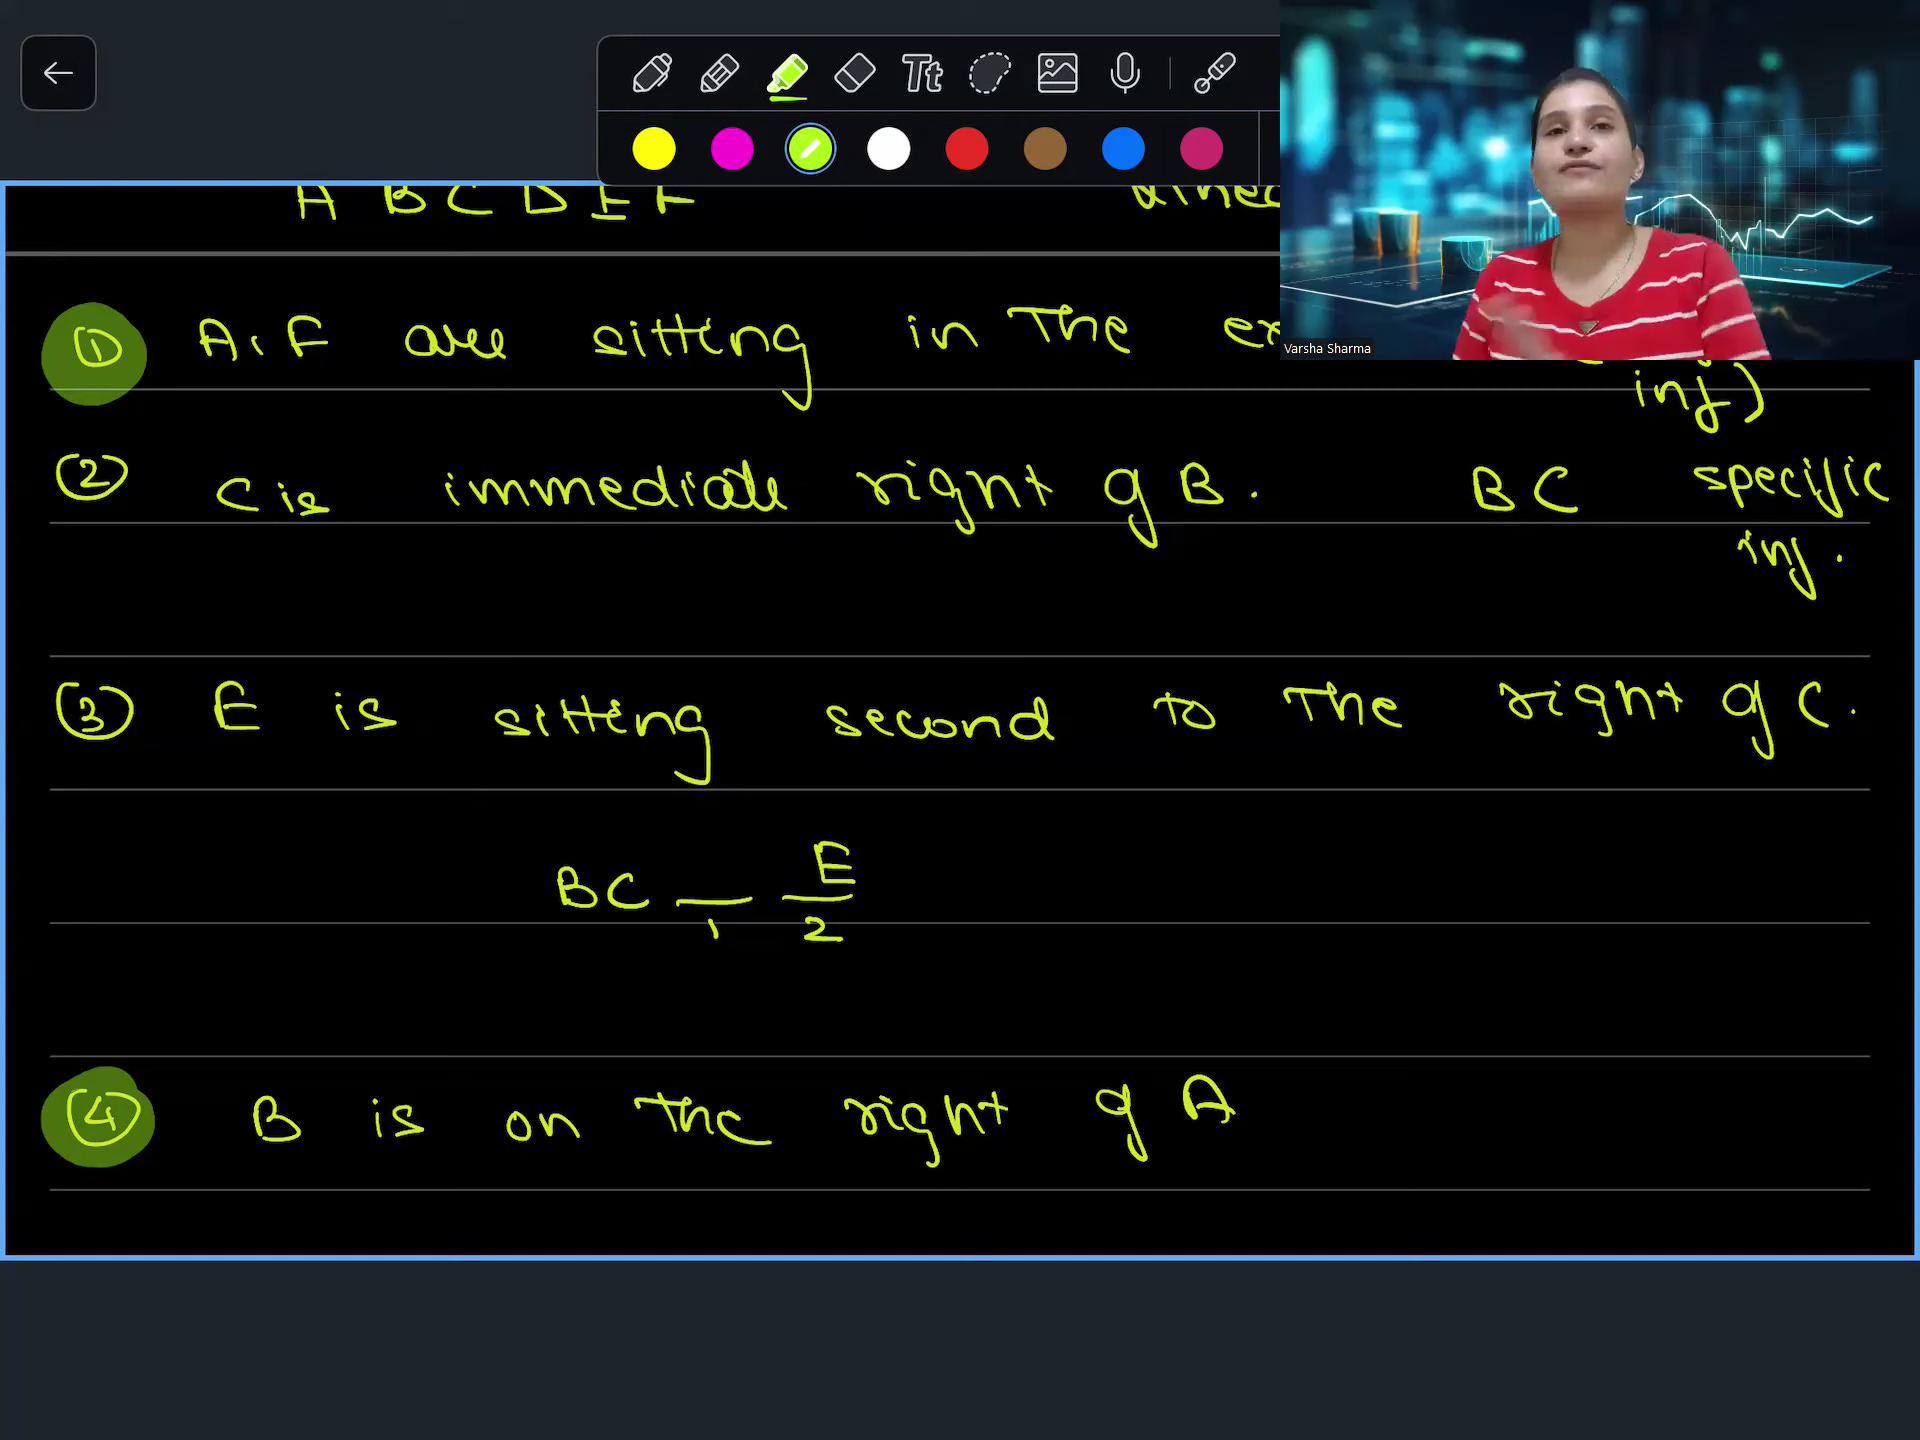 Tt
A B C D E F
Varsha Sharma
① A, F are sitting in The
inf)
② C is immediate right of B. BC specific
inf.
③ E is sitting second to The right of C.
E
BC
1 2
④ B is on The right of A